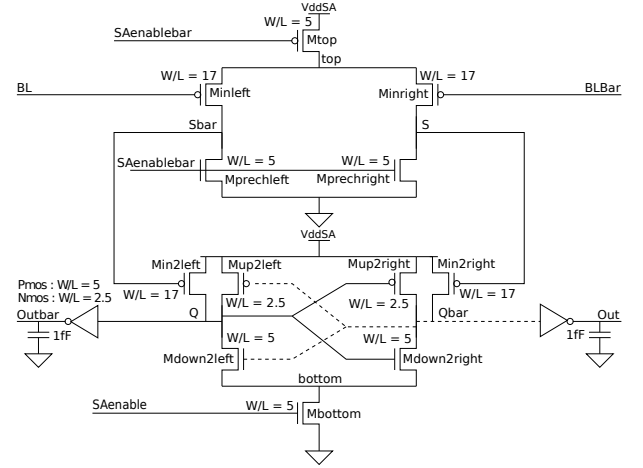 VddSA
W/L = 5
SAenablebar
Mtop
top
W/L = 17
W/L = 17
BL
Minleft
Minright
BLBar
Sbar
S
SAenablebar
W/L = 5
W/L = 5
Mprechleft
Mprechright
VddSA
Min2left
Mup2left
Mup2right
Min2right
Pmos : W/L = 5
Nmos : W/L = 2.5
W/L = 17
W/L = 2.5
W/L = 2.5
W/L = 17
Outbar
Q
Qbar
Out
1fF
W/L = 5
W/L = 5
1fF
Mdown2left
Mdown2right
bottom
SAenable
W/L = 5
Mbottom